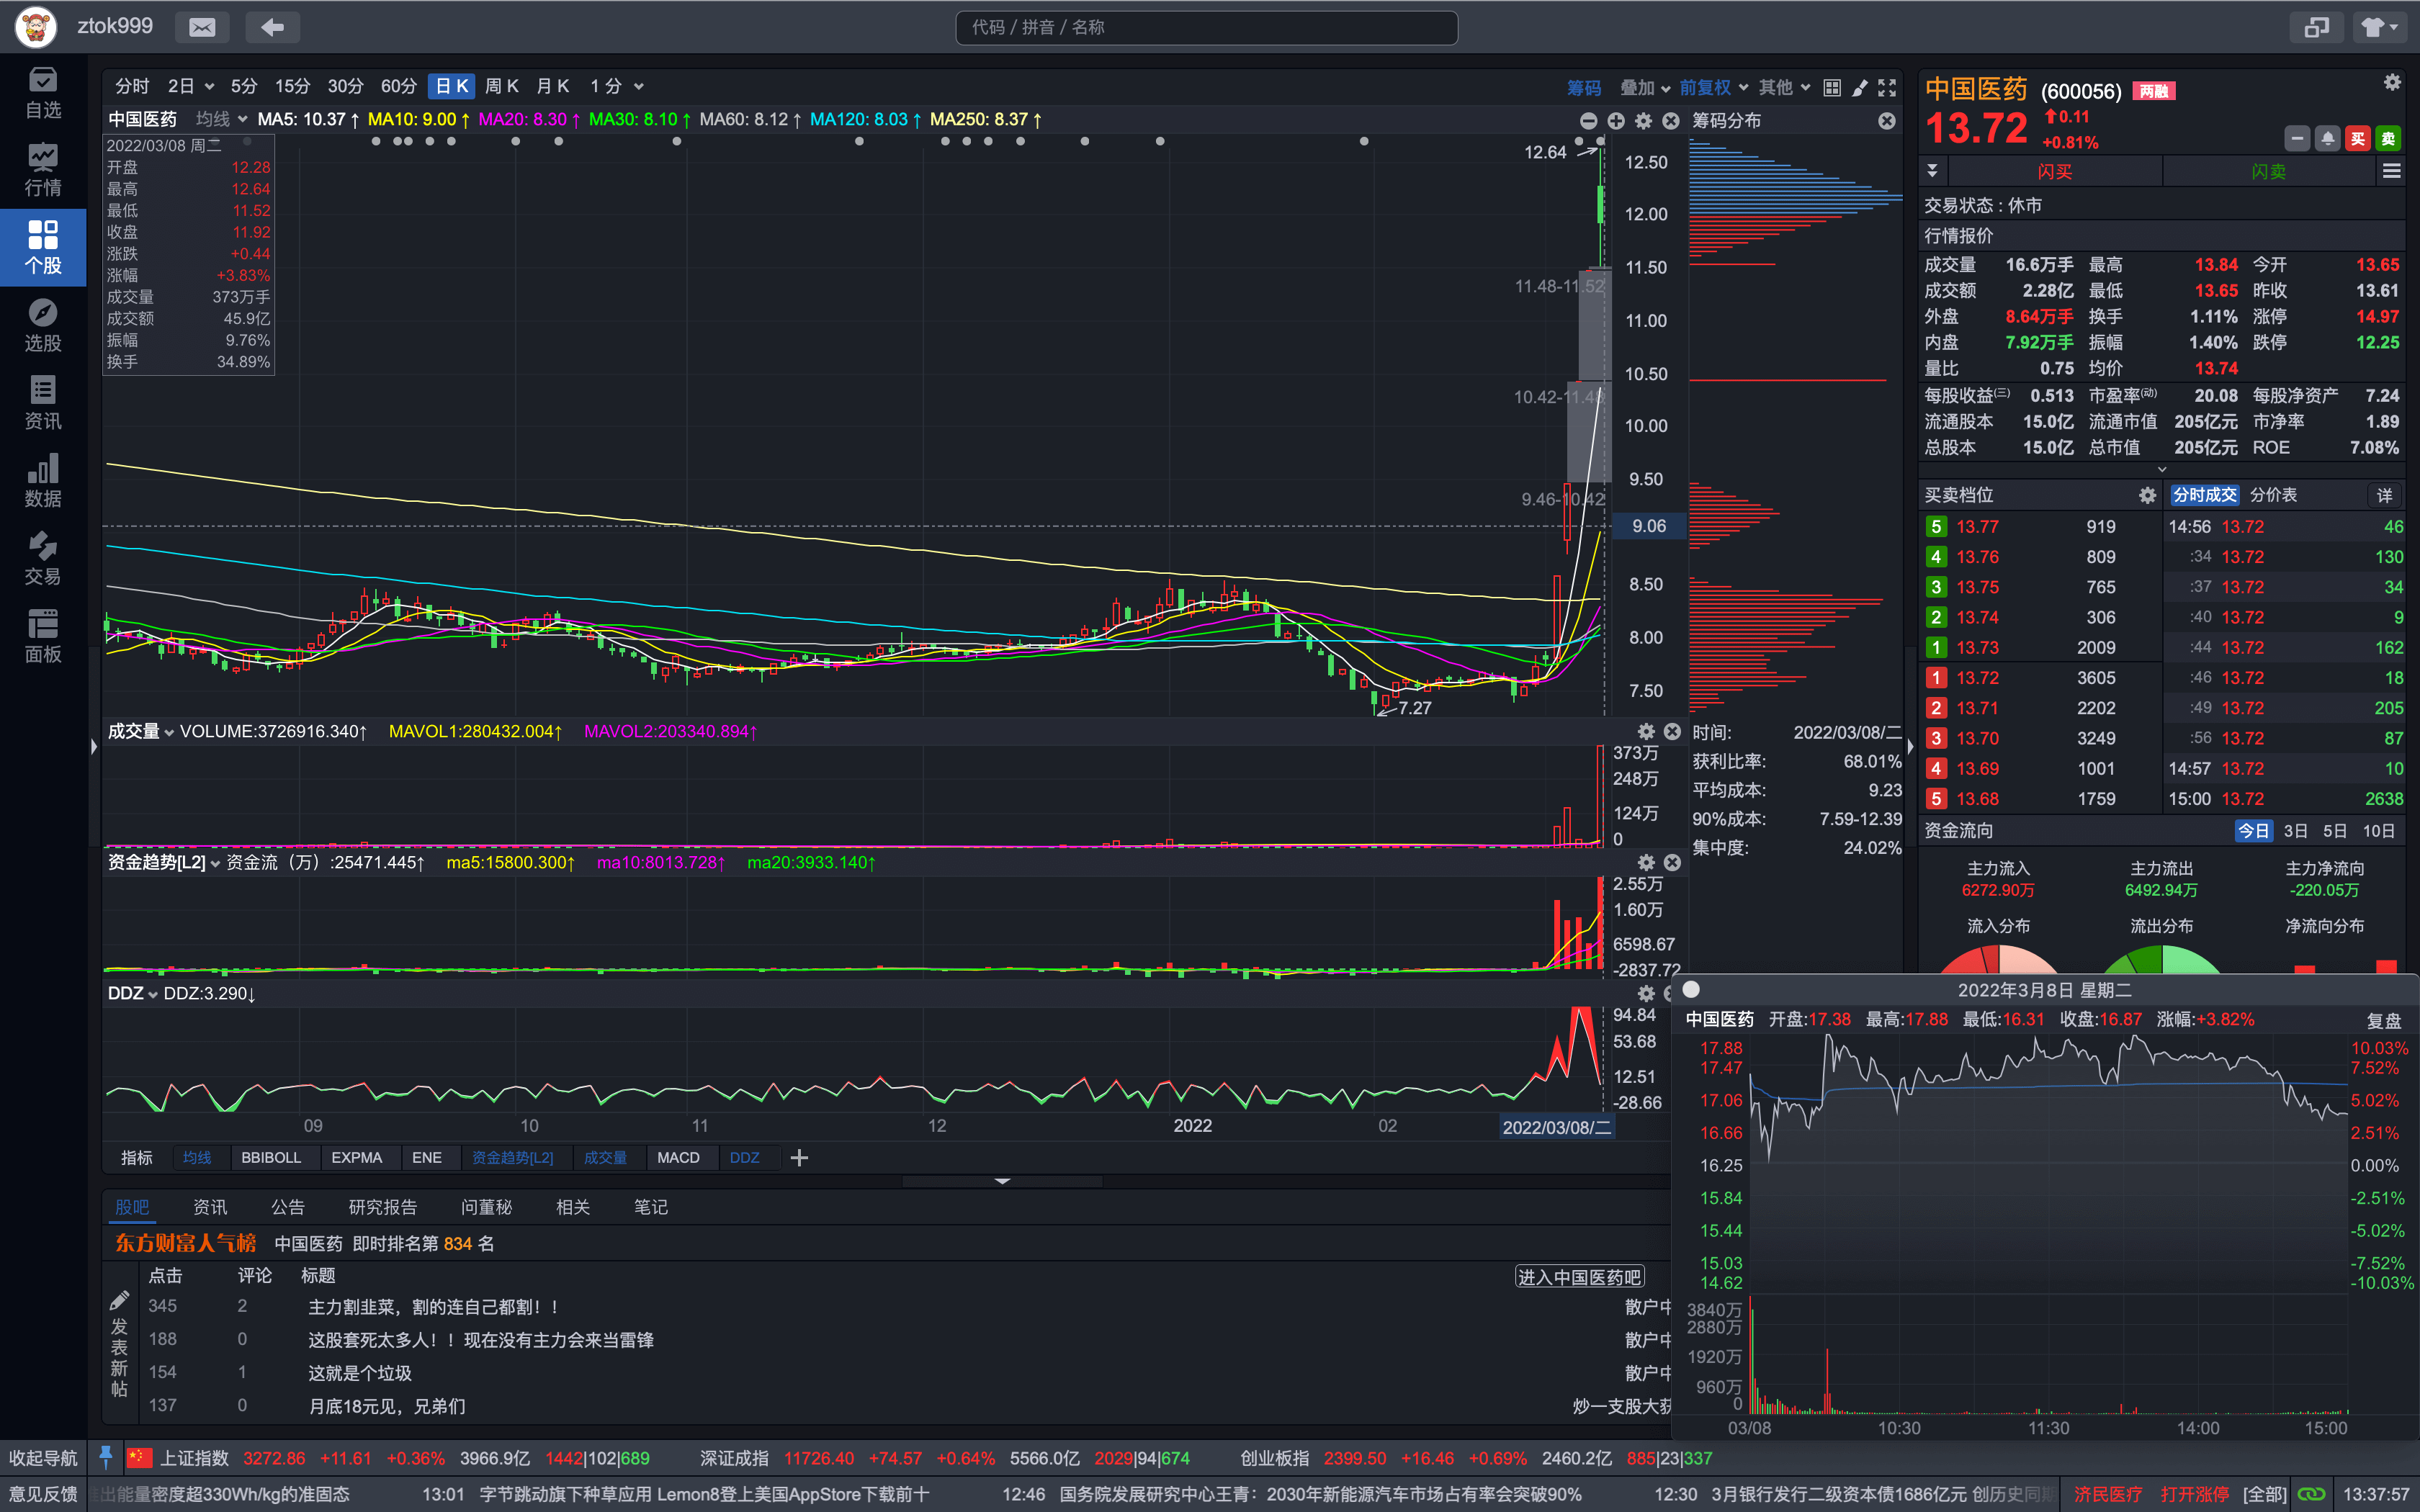 ztok999
代码 / 拼音 / 名称
自选
行情
个股
选股
资讯
数据
交易
面板
分时 2日 5分 15分 30分 60分 日K 周K 月K 1分 筹码 叠加 前复权 其他
中国医药 均线 MA5: 10.37↑ MA10: 9.00↑ MA20: 8.30↑ MA30: 8.10↑ MA60: 8.12↑ MA120: 8.03↑ MA250: 8.37↑
2022/03/08 周二
开盘 12.28
最高 12.64
最低 11.52
收盘 11.92
涨跌 +0.44
涨幅 +3.83%
成交量 373万手
成交额 45.9亿
振幅 9.76%
换手 34.89%
12.64
11.48-11.52
10.42-11.48
9.46-10.42
7.27
12.50
12.00
11.50
11.00
10.50
10.00
9.50
9.06
8.50
8.00
7.50
筹码分布
时间: 2022/03/08/二
获利比率: 68.01%
平均成本: 9.23
90%成本: 7.59-12.39
集中度: 24.02%
成交量 VOLUME:3726916.340↑ MAVOL1:280432.004↑ MAVOL2:203340.894↑
373万
248万
124万
0
资金趋势[L2] 资金流（万）:25471.445↑ ma5:15800.300↑ ma10:8013.728↑ ma20:3933.140↑
2.55万
1.60万
6598.67
-2837.72
DDZ DDZ:3.290↓
94.84
53.68
12.51
-28.66
09 10 11 12 2022 02 2022/03/08/二
指标 均线 BBIBOLL EXPMA ENE 资金趋势[L2] 成交量 MACD DDZ
股吧 资讯 公告 研究报告 问董秘 相关 笔记
东方财富人气榜 中国医药 即时排名第 834 名
点击 评论 标题 进入中国医药吧
发表新帖
345 2 主力割韭菜，割的连自己都割！！ 散户中
188 0 这股套死太多人！！现在没有主力会来当雷锋 散户中
154 1 这就是个垃圾 散户中
137 0 月底18元见，兄弟们 炒一支股大获
中国医药 (600056) 两融
13.72 0.11
+0.81%
买 卖
闪买 闪卖
交易状态 : 休市
行情报价
成交量 16.6万手 最高 13.84 今开 13.65
成交额 2.28亿 最低 13.65 昨收 13.61
外盘 8.64万手 换手 1.11% 涨停 14.97
内盘 7.92万手 振幅 1.40% 跌停 12.25
量比 0.75 均价 13.74
每股收益(三) 0.513 市盈率(动) 20.08 每股净资产 7.24
流通股本 15.0亿 流通市值 205亿元 市净率 1.89
总股本 15.0亿 总市值 205亿元 ROE 7.08%
买卖档位 分时成交 分价表 详
5 13.77 919 14:56 13.72 46
4 13.76 809 :34 13.72 130
3 13.75 765 :37 13.72 34
2 13.74 306 :40 13.72 9
1 13.73 2009 :44 13.72 162
1 13.72 3605 :46 13.72 18
2 13.71 2202 :49 13.72 205
3 13.70 3249 :56 13.72 87
4 13.69 1001 14:57 13.72 10
5 13.68 1759 15:00 13.72 2638
资金流向 今日 3日 5日 10日
主力流入 主力流出 主力净流向
6272.90万 6492.94万 -220.05万
流入分布 流出分布 净流向分布
2022年3月8日 星期二
中国医药 开盘:17.38 最高:17.88 最低:16.31 收盘:16.87 涨幅:+3.82% 复盘
17.88 10.03%
17.47 7.52%
17.06 5.02%
16.66 2.51%
16.25 0.00%
15.84 -2.51%
15.44 -5.02%
15.03 -7.52%
14.62 -10.03%
3840万
2880万
1920万
960万
0
03/08 10:30 11:30 14:00 15:00
收起导航 上证指数 3272.86 +11.61 +0.36% 3966.9亿 1442|102|689 深证成指 11726.40 +74.57 +0.64% 5566.0亿 2029|94|674 创业板指 2399.50 +16.46 +0.69% 2460.2亿 885|23|337
意见反馈 出能量密度超330Wh/kg的准固态 13:01 字节跳动旗下种草应用 Lemon8登上美国AppStore下载前十 12:46 国务院发展研究中心王青：2030年新能源汽车市场占有率会突破90% 12:30 3月银行发行二级资本债1686亿元 创历史同期 济民医疗 打开涨停 [全部] 13:37:57